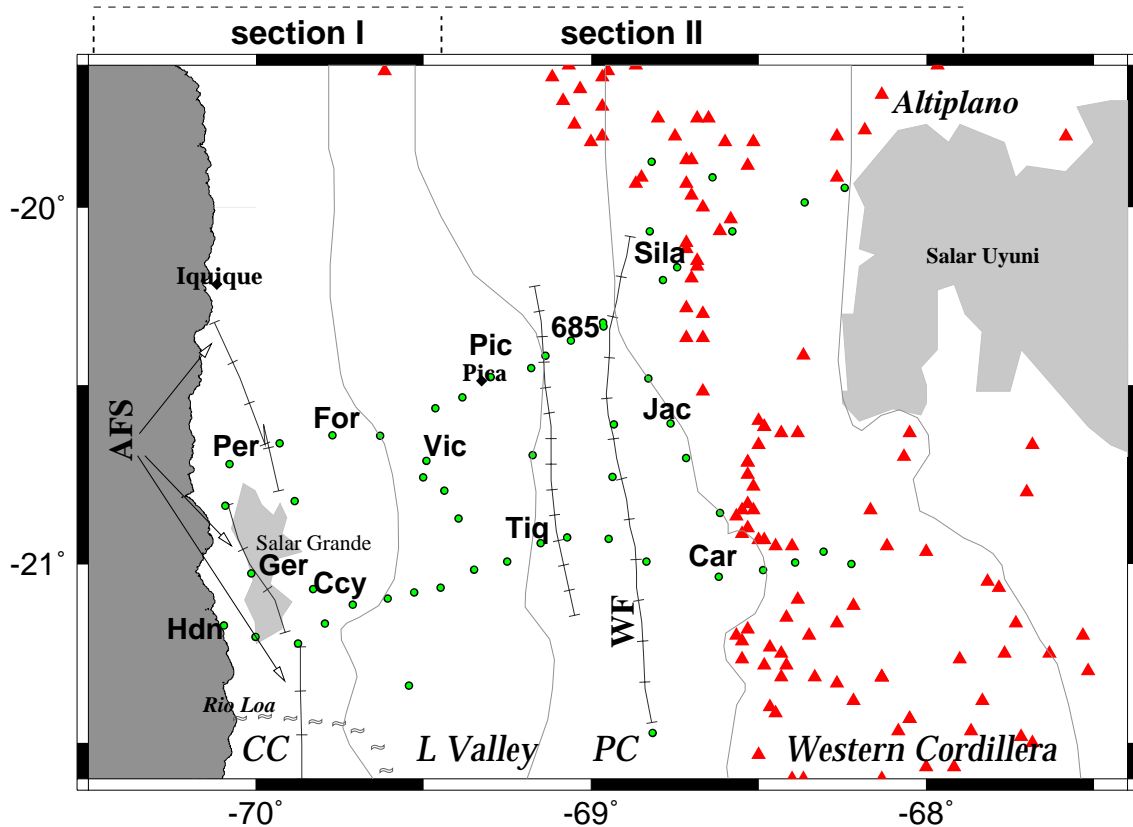 section I
section II
Altiplano
-20°
Sila
Salar Uyuni
Iquique
685
Pic
Pica
Jac
AFS
For
Per
Vic
Tiq
Salar Grande
-21°
Ger
Car
Ccy
WF
Hdn
Rio Loa
CC
L Valley
PC
Western Cordillera
-70°
-69°
-68°